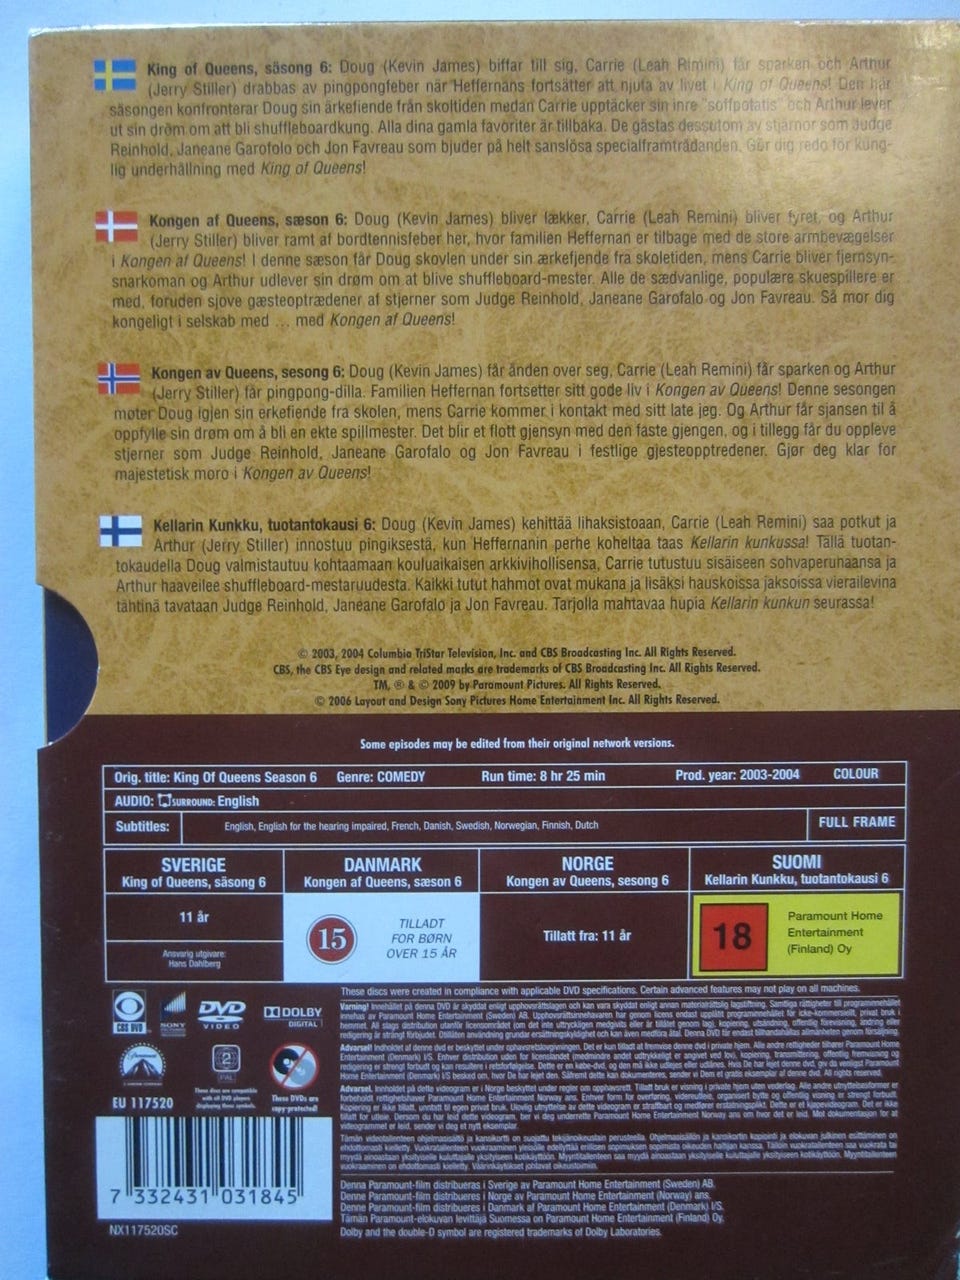 King of Queens, säsong 6: Doug (Kevin James) biffar till sig, Carrie (Leah Rimini) får sparken och Arthur
(Jerry Stiller) drabbas av pingpongfeber när Heffernans fortsätter att njuta av livet i King of Queens! Den här
säsongen konfronterar Doug sin ärkefiende från skoltiden medan Carrie upptäcker sin inre "soffpotatis" och Arthur lever
ut sin dröm om att bli shuffleboardkung. Alla dina gamla favoriter är tillbaka. De gästas dessutom av stjärnor som Judge
Reinhold, Janeane Garofolo och Jon Favreau som bjuder på helt sanslösa specialframträdanden. Gör dig redo för kung-
lig underhållning med King of Queens!
Kongen af Queens, sæson 6: Doug (Kevin James) bliver lækker, Carrie (Leah Remini) bliver fyret, og Arthur
(Jerry Stiller) bliver ramt af bordtennisfeber her, hvor familien Heffernan er tilbage med de store armbevægelser
i Kongen af Queens! I denne sæson får Doug skovlen under sin ærkefjende fra skoletiden, mens Carrie bliver fjernsyn-
snarkoman og Arthur udlever sin drøm om at blive shuffleboard-mester. Alle de sædvanlige, populære skuespillere er
med, foruden sjove gæsteoptrædener af stjerner som Judge Reinhold, Janeane Garofalo og Jon Favreau. Så mor dig
kongeligt i selskab med ... med Kongen af Queens!
Kongen av Queens, sesong 6: Doug (Kevin James) får ånden over seg, Carrie (Leah Remini) får sparken og Arthur
(Jerry Stiller) får pingpong-dilla. Familien Heffernan fortsetter sitt gode liv i Kongen av Queens! Denne sesongen
møter Doug igjen sin erkefiende fra skolen, mens Carrie kommer i kontakt med sitt late jeg. Og Arthur får sjansen til å
oppfylle sin drøm om å bli en ekte spillmester. Det blir et flott gjensyn med den faste gjengen, og i tillegg får du oppleve
stjerner som Judge Reinhold, Janeane Garofalo og Jon Favreau i festlige gjesteopptredener. Gjør deg klar for
majestetisk moro i Kongen av Queens!
Kellarin Kunkku, tuotantokausi 6: Doug (Kevin James) kehittää lihaksistoaan, Carrie (Leah Remini) saa potkut ja
Arthur (Jerry Stiller) innostuu pingiksestä, kun Heffernanin perhe koheltaa taas Kellarin kunkussa! Tällä tuotan-
tokaudella Doug valmistautuu kohtaamaan kouluaikaisen arkkivihollisensa, Carrie tutustuu sisäiseen sohvaperunaansa ja
Arthur haaveilee shuffleboard-mestaruudesta. Kaikki tutut hahmot ovat mukana ja lisäksi hauskoissa jaksoissa vierailevina
tähtinä tavataan Judge Reinhold, Janeane Garofalo ja Jon Favreau. Tarjolla mahtavaa hupia Kellarin kunkun seurassa!
© 2003, 2004 Columbia TriStar Television, Inc. and CBS Broadcasting Inc. All Rights Reserved.
CBS, the CBS Eye design and related marks are trademarks of CBS Broadcasting Inc. All Rights Reserved.
TM, ® & © 2009 by Paramount Pictures. All Rights Reserved.
© 2006 Layout and Design Sony Pictures Home Entertainment Inc. All Rights Reserved.
Some episodes may be edited from their original network versions.
Orig. title: King Of Queens Season 6 Genre: COMEDY Run time: 8 hr 25 min Prod. year: 2003-2004 COLOUR
AUDIO: SURROUND: English
Subtitles: English, English for the hearing impaired, French, Danish, Swedish, Norwegian, Finnish, Dutch FULL FRAME
SVERIGE DANMARK NORGE SUOMI
King of Queens, säsong 6 Kongen af Queens, sæson 6 Kongen av Queens, sesong 6 Kellarin Kunkku, tuotantokausi 6
11 år
Ansvarig utgivare:
Hans Dahlberg
15
TILLADT
FOR BØRN
OVER 15 ÅR
Tillatt fra: 11 år
18
Paramount Home
Entertainment
(Finland) Oy
These discs were created in compliance with applicable DVD specifications. Certain advanced features may not play on all machines.
CBS DVD
SONY
DVD
VIDEO
DOLBY
DIGITAL
Paramount
2
PAL
These discs are compatible
with all DVD players
displaying these symbols.
These DVDs are
copy-protected!
EU 117520
7 332431 031845
NX117520SC
Denna Paramount-film distribueras i Sverige av Paramount Home Entertainment (Sweden) AB.
Denne Paramount-film distribueres i Norge av Paramount Home Entertainment (Norway) ans.
Denne Paramount-film distribueres i Danmark af Paramount Home Entertainment (Denmark) I/S.
Tämän Paramount-elokuvan levittäjä Suomessa on Paramount Home Entertainment (Finland) Oy.
Dolby and the double-D symbol are registered trademarks of Dolby Laboratories.